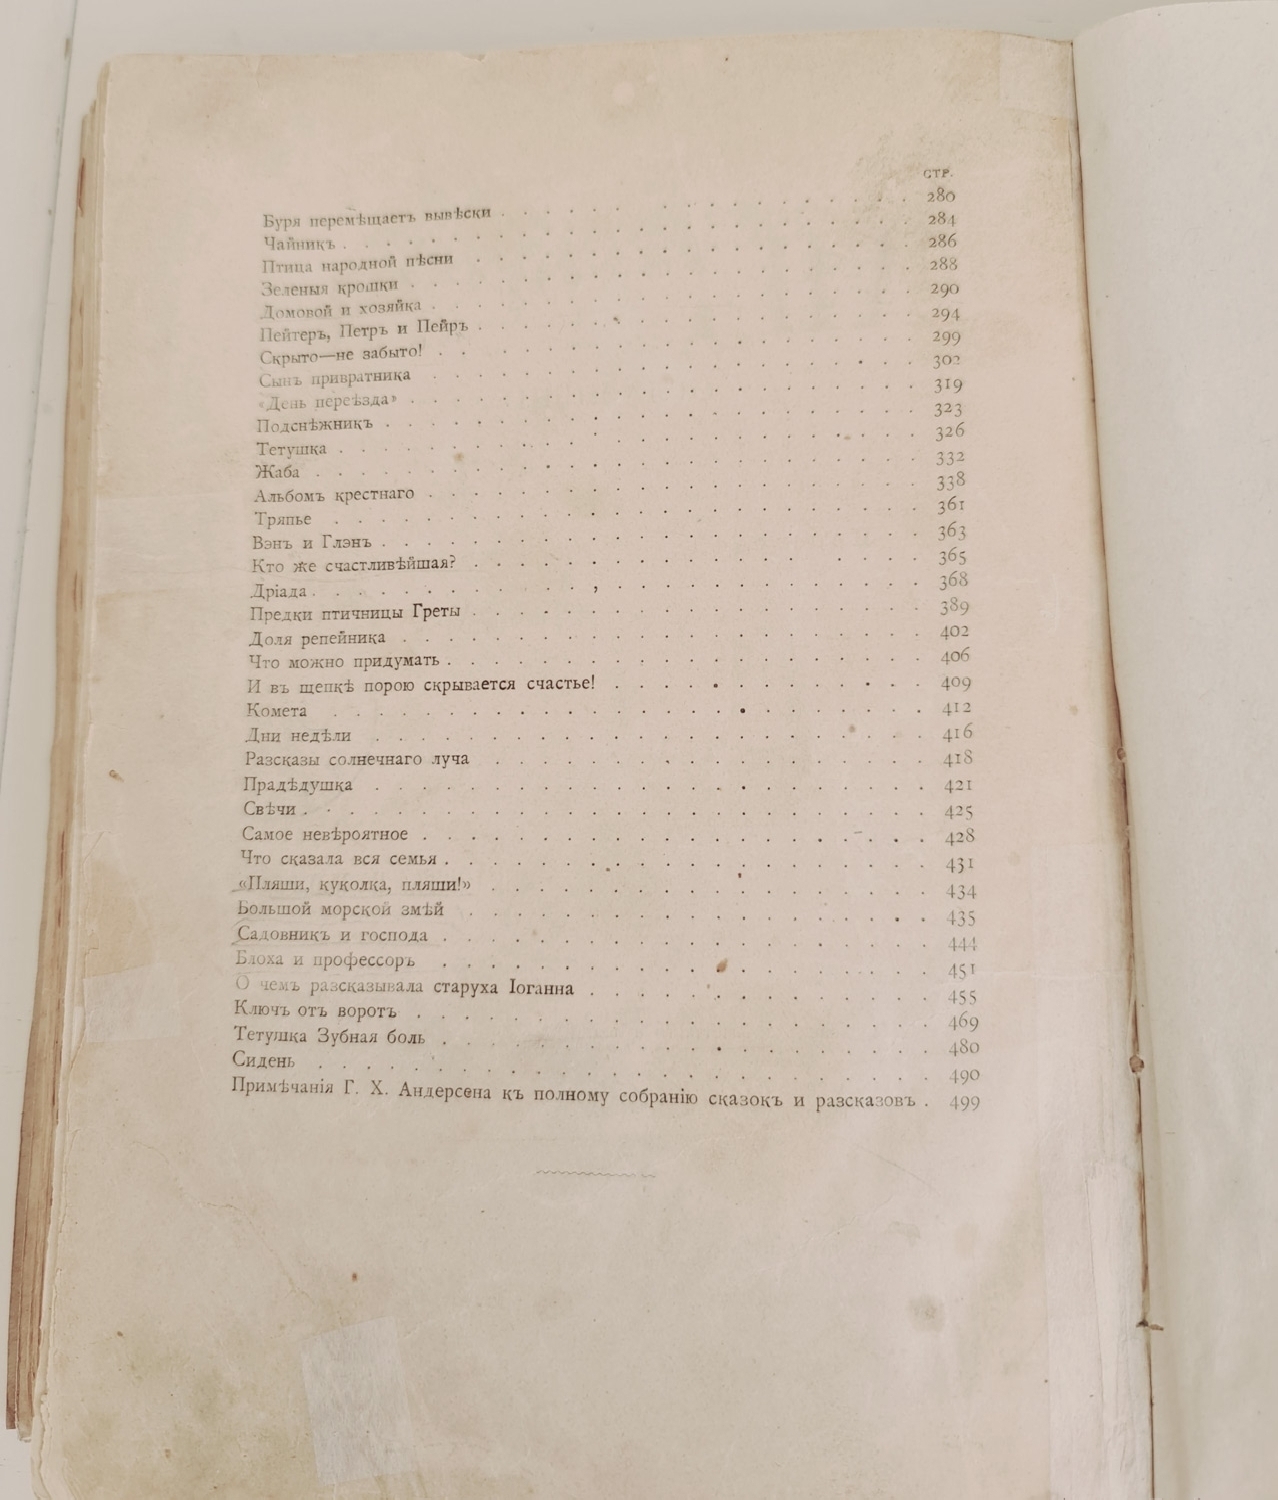 СТР.
Буря перемѣщаетъ вывѣски . . . . . . . . . . . . . . . . 280
Чайникъ . . . . . . . . . . . . . . . . 284
Птица народной пѣсни . . . . . . . . . . . . . . . . 286
Зеленыя крошки . . . . . . . . . . . . . . . . 288
Домовой и хозяйка . . . . . . . . . . . . . . . . 290
Пейтеръ, Петръ и Пейръ . . . . . . . . . . . . . . . . 294
Скрыто—не забыто! . . . . . . . . . . . . . . . . 299
Сынъ привратника . . . . . . . . . . . . . . . . 302
«День переѣзда» . . . . . . . . . . . . . . . . 319
Подснѣжникъ . . . . . . . . . . . . . . . . 323
Тетушка . . . . . . . . . . . . . . . . 326
Жаба . . . . . . . . . . . . . . . . 332
Альбомъ крестнаго . . . . . . . . . . . . . . . . 338
Тряпье . . . . . . . . . . . . . . . . 361
Вэнъ и Глэнъ . . . . . . . . . . . . . . . . 363
Кто же счастливѣйшая? . . . . . . . . . . . . . . . . 365
Дріада . . . . . . . . . . . . . . . . 368
Предки птичницы Греты . . . . . . . . . . . . . . . . 389
Доля репейника . . . . . . . . . . . . . . . . 402
Что можно придумать . . . . . . . . . . . . . . . . 406
И въ щепкѣ порою скрывается счастье! . . . . . . . . . . 409
Комета . . . . . . . . . . . . . . . . 412
Дни недѣли . . . . . . . . . . . . . . . . 416
Разсказы солнечнаго луча . . . . . . . . . . . . . . . . 418
Прадѣдушка . . . . . . . . . . . . . . . . 421
Свѣчи . . . . . . . . . . . . . . . . 425
Самое невѣроятное . . . . . . . . . . . . . . . . 428
Что сказала вся семья . . . . . . . . . . . . . . . . 431
«Пляши, куколка, пляши!» . . . . . . . . . . . . . . . . 434
Большой морской змѣй . . . . . . . . . . . . . . . . 435
Садовникъ и господа . . . . . . . . . . . . . . . . 444
Блоха и профессоръ . . . . . . . . . . . . . . . . 451
О чемъ разсказывала старуха Іоганна . . . . . . . . . . 455
Ключъ отъ воротъ . . . . . . . . . . . . . . . . 469
Тетушка Зубная боль . . . . . . . . . . . . . . . . 480
Сидень . . . . . . . . . . . . . . . . 490
Примѣчанія Г. Х. Андерсена къ полному собранію сказокъ и разсказовъ . 499